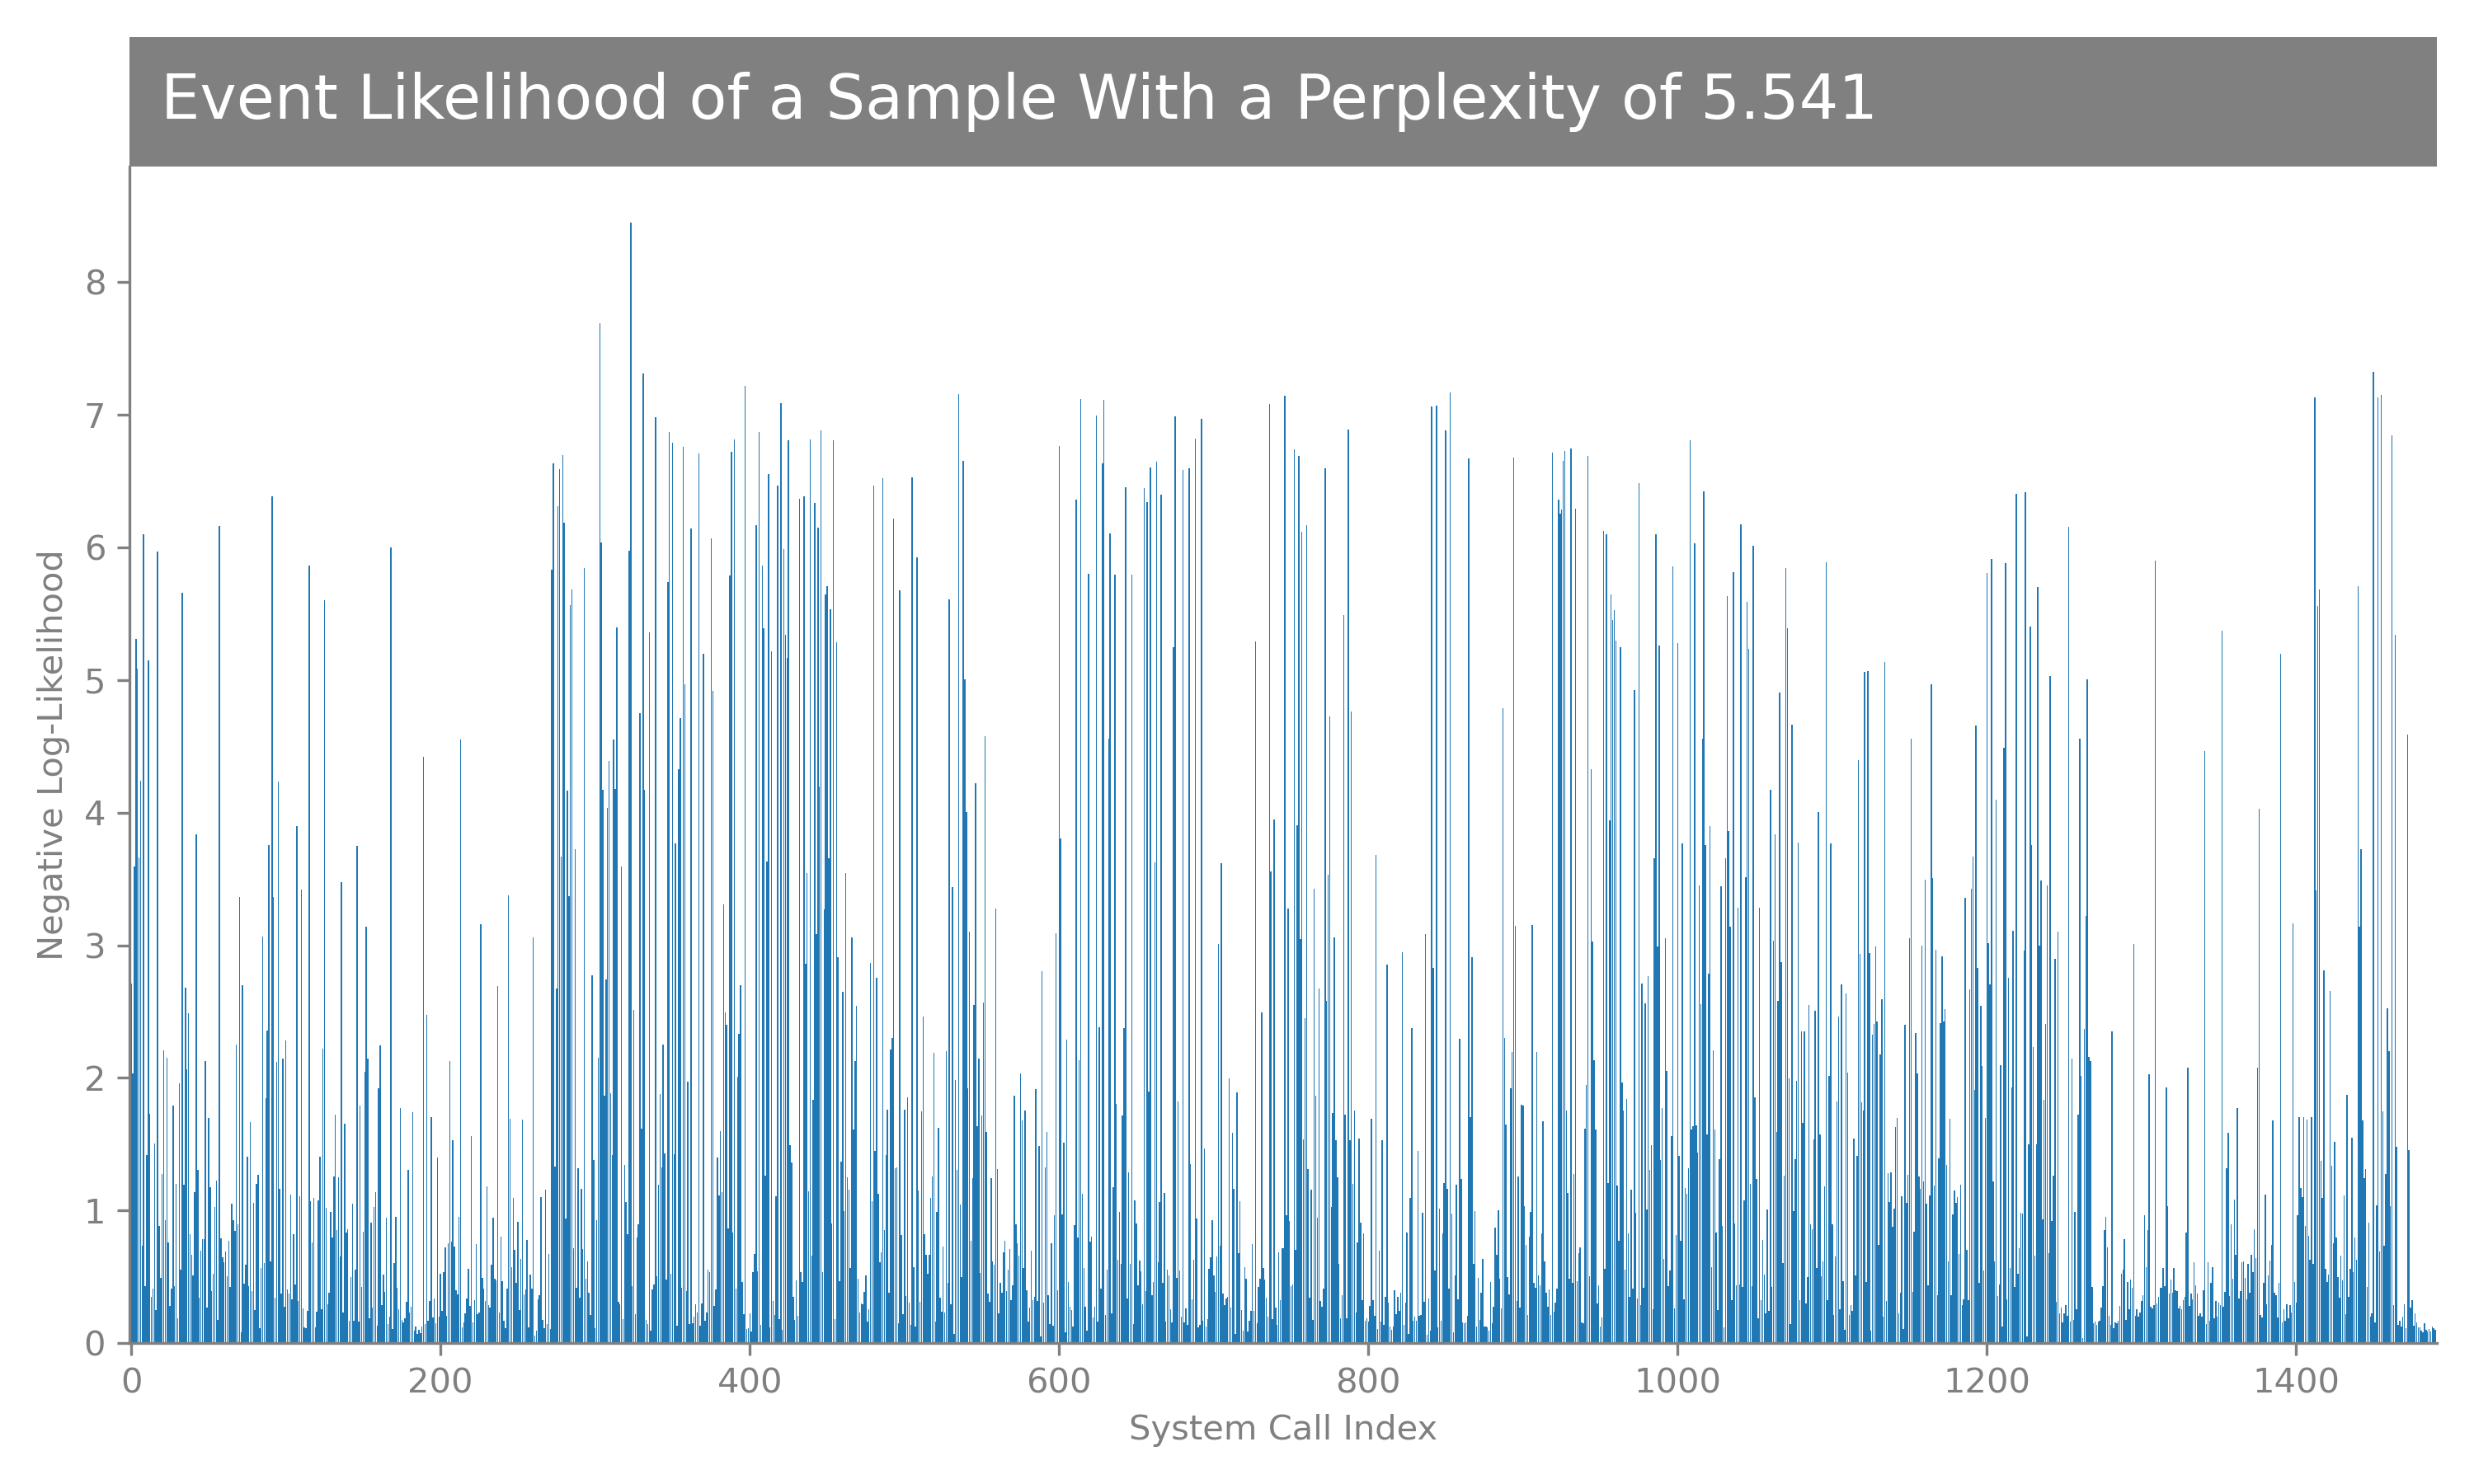 Event Likelihood of a Sample With a Perplexity of 5.541
8
7
6
5
4
3
2
1
0
Negative Log-Likelihood
0 200 400 600 800 1000 1200 1400
System Call Index